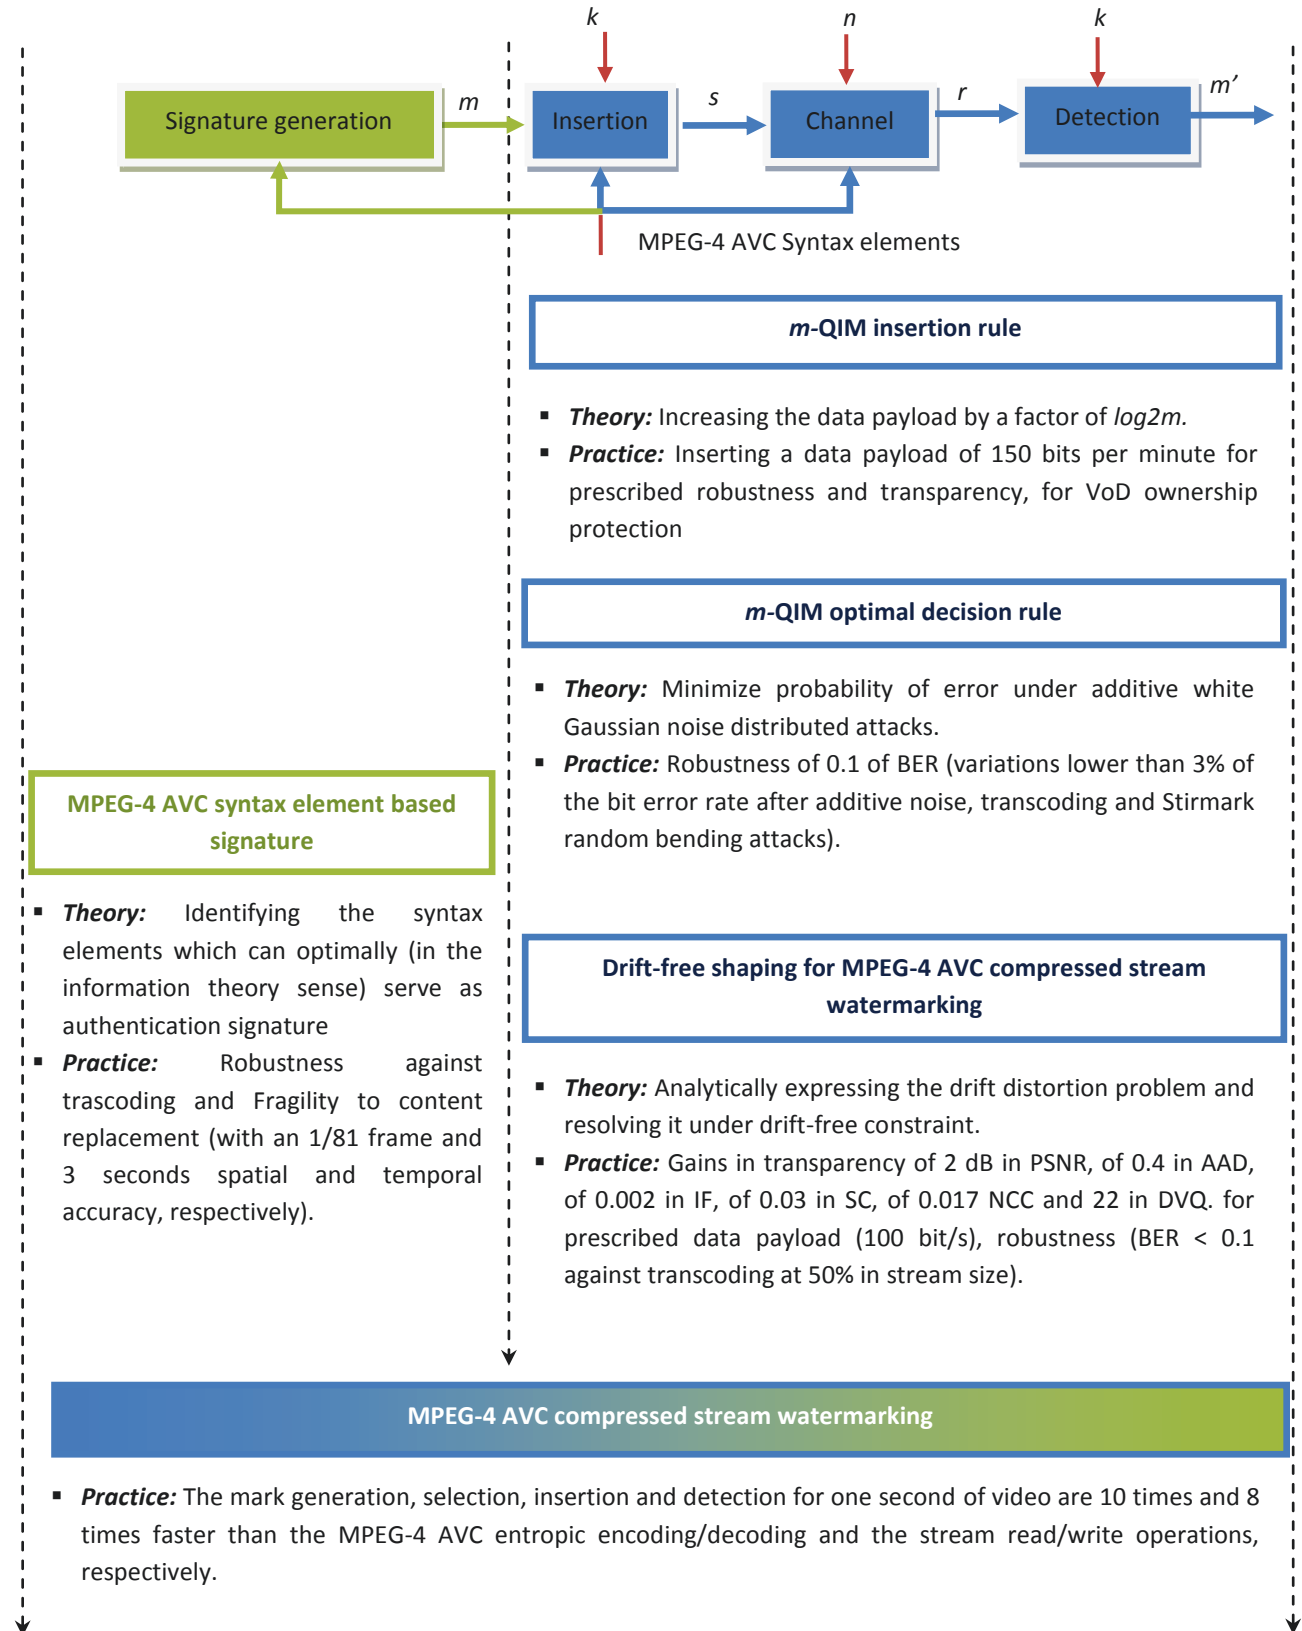 k
n
k
Signature generation
m
Insertion
s
Channel
r
Detection
m’
MPEG-4 AVC Syntax elements
m-QIM insertion rule
▪ Theory: Increasing the data payload by a factor of log2m.
▪ Practice: Inserting a data payload of 150 bits per minute for
prescribed robustness and transparency, for VoD ownership
protection
m-QIM optimal decision rule
▪ Theory: Minimize probability of error under additive white
Gaussian noise distributed attacks.
▪ Practice: Robustness of 0.1 of BER (variations lower than 3% of
the bit error rate after additive noise, transcoding and Stirmark
random bending attacks).
MPEG-4 AVC syntax element based
signature
▪ Theory: Identifying the syntax
elements which can optimally (in the
information theory sense) serve as
authentication signature
▪ Practice: Robustness against
trascoding and Fragility to content
replacement (with an 1/81 frame and
3 seconds spatial and temporal
accuracy, respectively).
Drift-free shaping for MPEG-4 AVC compressed stream
watermarking
▪ Theory: Analytically expressing the drift distortion problem and
resolving it under drift-free constraint.
▪ Practice: Gains in transparency of 2 dB in PSNR, of 0.4 in AAD,
of 0.002 in IF, of 0.03 in SC, of 0.017 NCC and 22 in DVQ. for
prescribed data payload (100 bit/s), robustness (BER < 0.1
against transcoding at 50% in stream size).
MPEG-4 AVC compressed stream watermarking
▪ Practice: The mark generation, selection, insertion and detection for one second of video are 10 times and 8
times faster than the MPEG-4 AVC entropic encoding/decoding and the stream read/write operations,
respectively.